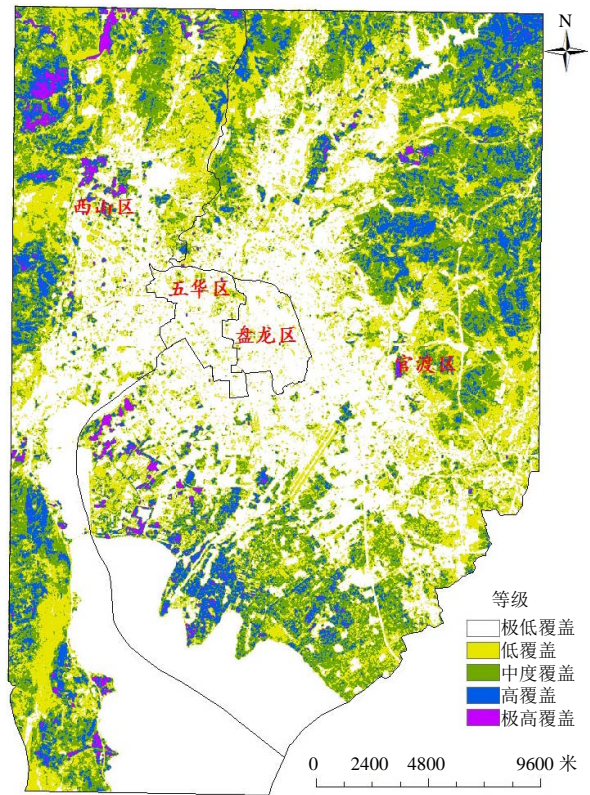 N
西山区
五华区
盘龙区
官渡区
等级
极低覆盖
低覆盖
中度覆盖
高覆盖
极高覆盖
0 2400 4800 9600 米